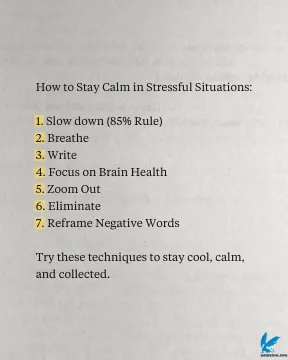 How to Stay Calm in Stressful Situations:
1. Slow down (85% Rule)
2. Breathe
3. Write
4. Focus on Brain Health
5. Zoom Out
6. Eliminate
7. Reframe Negative Words
Try these techniques to stay cool, calm,
and collected.